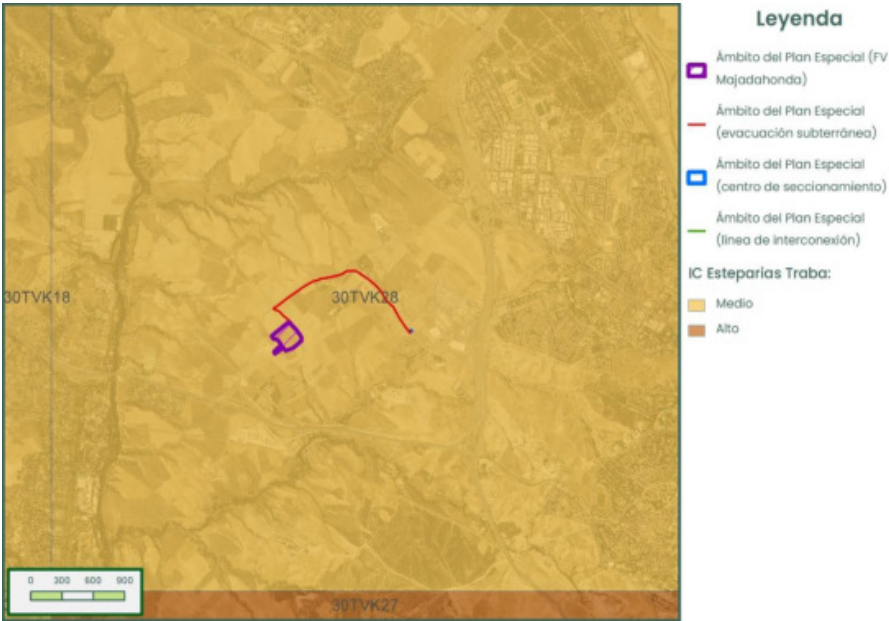 Leyenda
Ámbito del Plan Especial (FV
Majadahonda)
Ámbito del Plan Especial
(evacuación subterránea)
Ámbito del Plan Especial
(centro de seccionamiento)
Ámbito del Plan Especial
(línea de interconexión)
IC Esteparias Traba:
Medio
Alto
30TVK18
30TVK28
0 300 600 900
30TVK27